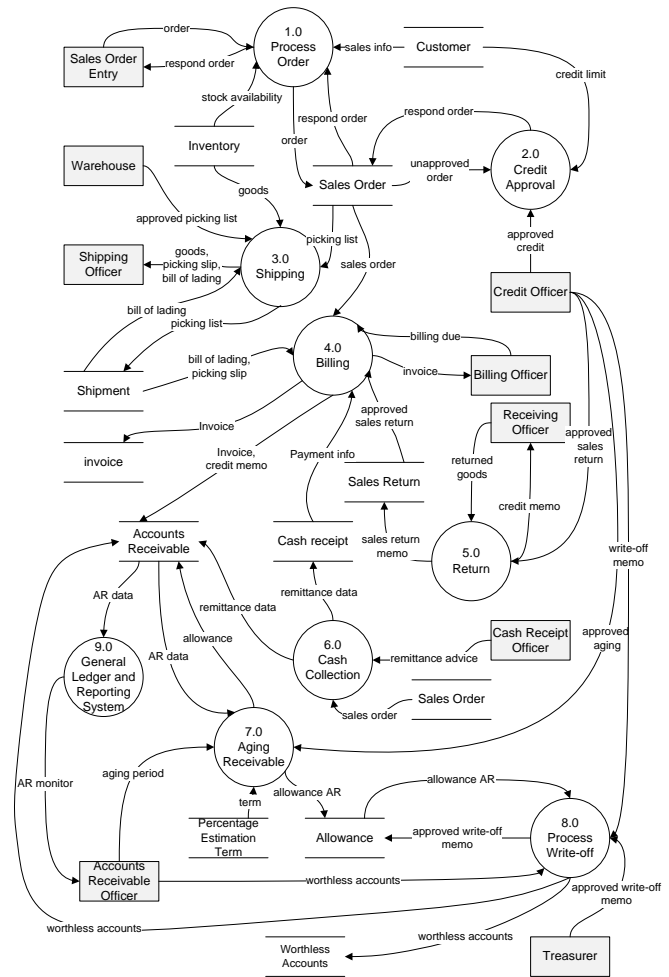 order
1.0
Process
Order
sales info
Customer
Sales Order
Entry
respond order
credit limit
stock availability
respond order
respond order
order
Inventory
2.0
Credit
Approval
Warehouse
unapproved
order
Sales Order
goods
approved picking list
approved
credit
picking list
Shipping
Officer
goods,
picking slip,
bill of lading
3.0
Shipping
sales order
Credit Officer
bill of lading
picking list
billing due
4.0
Billing
bill of lading,
picking slip
invoice
Billing Officer
Shipment
approved
sales return
Receiving
Officer
Invoice
approved
sales
return
invoice
Invoice,
credit memo
Payment info
returned
goods
Sales Return
credit memo
Accounts
Receivable
Cash receipt
sales return
memo
5.0
Return
write-off
memo
AR data
remittance data
remittance data
allowance
9.0
General
Ledger and
Reporting
System
AR data
6.0
Cash
Collection
Cash Receipt
Officer
approved
aging
remittance advice
Sales Order
sales order
7.0
Aging
Receivable
aging period
AR monitor
allowance AR
allowance AR
term
Percentage
Estimation
Term
Allowance
approved write-off
memo
8.0
Process
Write-off
Accounts
Receivable
Officer
worthless accounts
approved write-off
memo
worthless accounts
worthless accounts
Worthless
Accounts
Treasurer